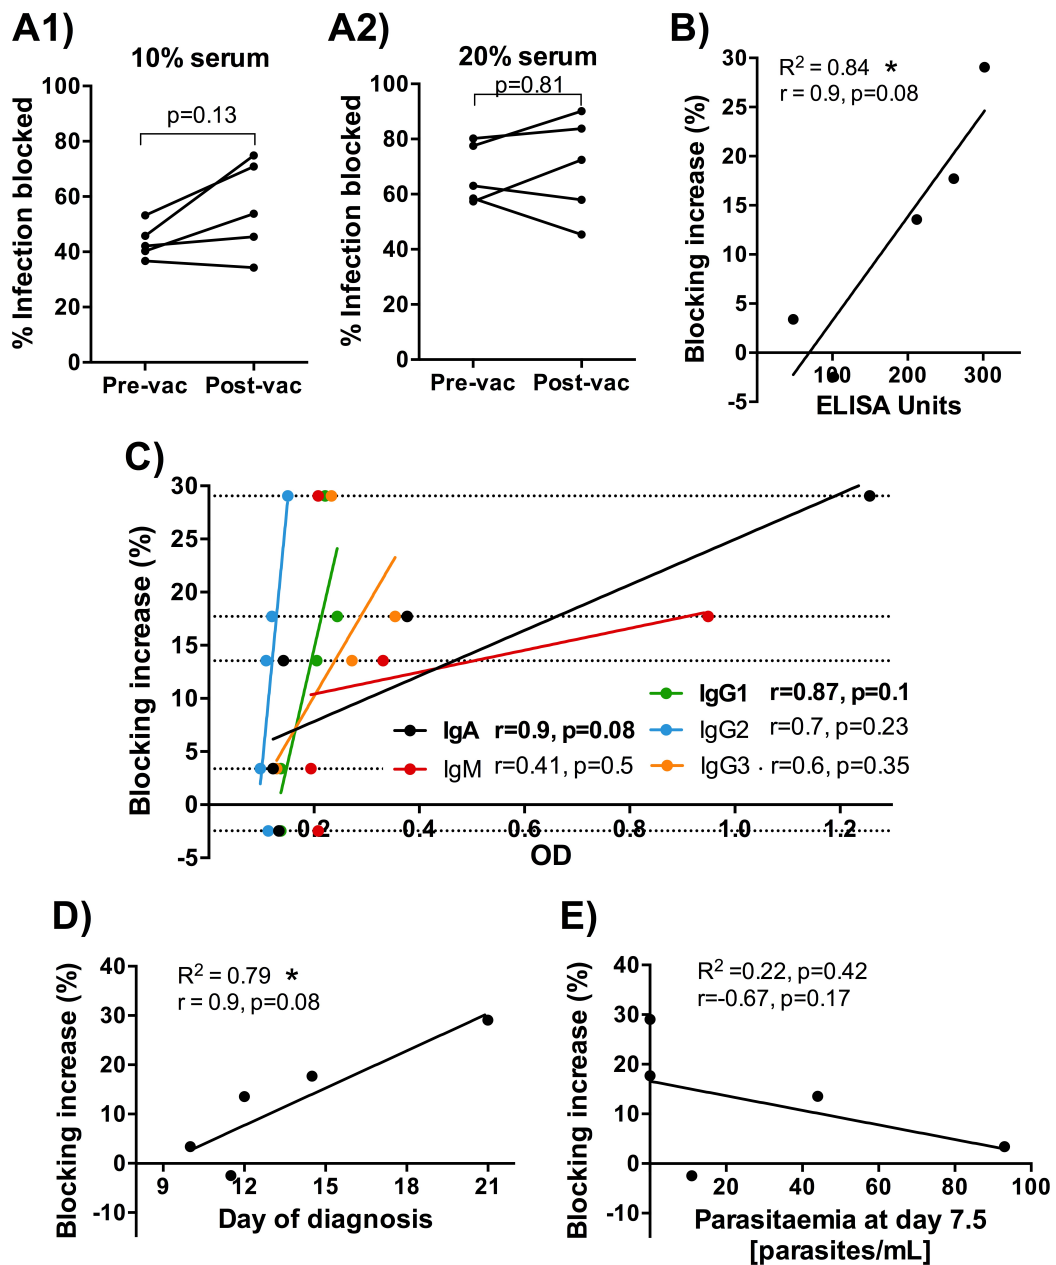 A1)
10% serum
p=0.13
% Infection blocked
100
80
60
40
20
0
Pre-vac Post-vac
A2)
20% serum
p=0.81
% Infection blocked
100
80
60
40
20
0
Pre-vac Post-vac
B)
R² = 0.84 *
r = 0.9, p=0.08
Blocking increase (%)
30
25
20
15
10
5
0
-5
100 200 300
ELISA Units
C)
Blocking increase (%)
30
25
20
15
10
5
0
-5
IgA r=0.9, p=0.08
IgM r=0.41, p=0.5
IgG1 r=0.87, p=0.1
IgG2 r=0.7, p=0.23
IgG3 . r=0.6, p=0.35
0.2 0.4 0.6 0.8 1.0 1.2
OD
D)
R² = 0.79 *
r = 0.9, p=0.08
Blocking increase (%)
40
30
20
10
0
-10
9 12 15 18 21
Day of diagnosis
E)
R² =0.22, p=0.42
r=-0.67, p=0.17
Blocking increase (%)
40
30
20
10
0
-10
20 40 60 80 100
Parasitaemia at day 7.5
[parasites/mL]